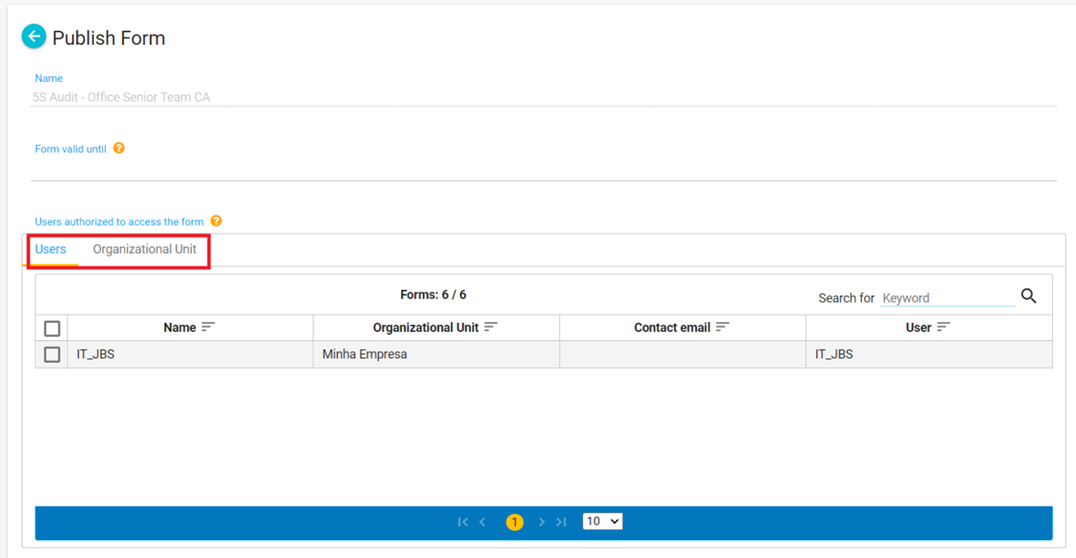 Publish Form
Name
5S Audit - Office Senior Team CA
Form valid until ?
Users authorized to access the form ?
Users Organizational Unit
Forms: 6 / 6 Search for Keyword
Name Organizational Unit Contact email User
IT_JBS Minha Empresa IT_JBS
1 10